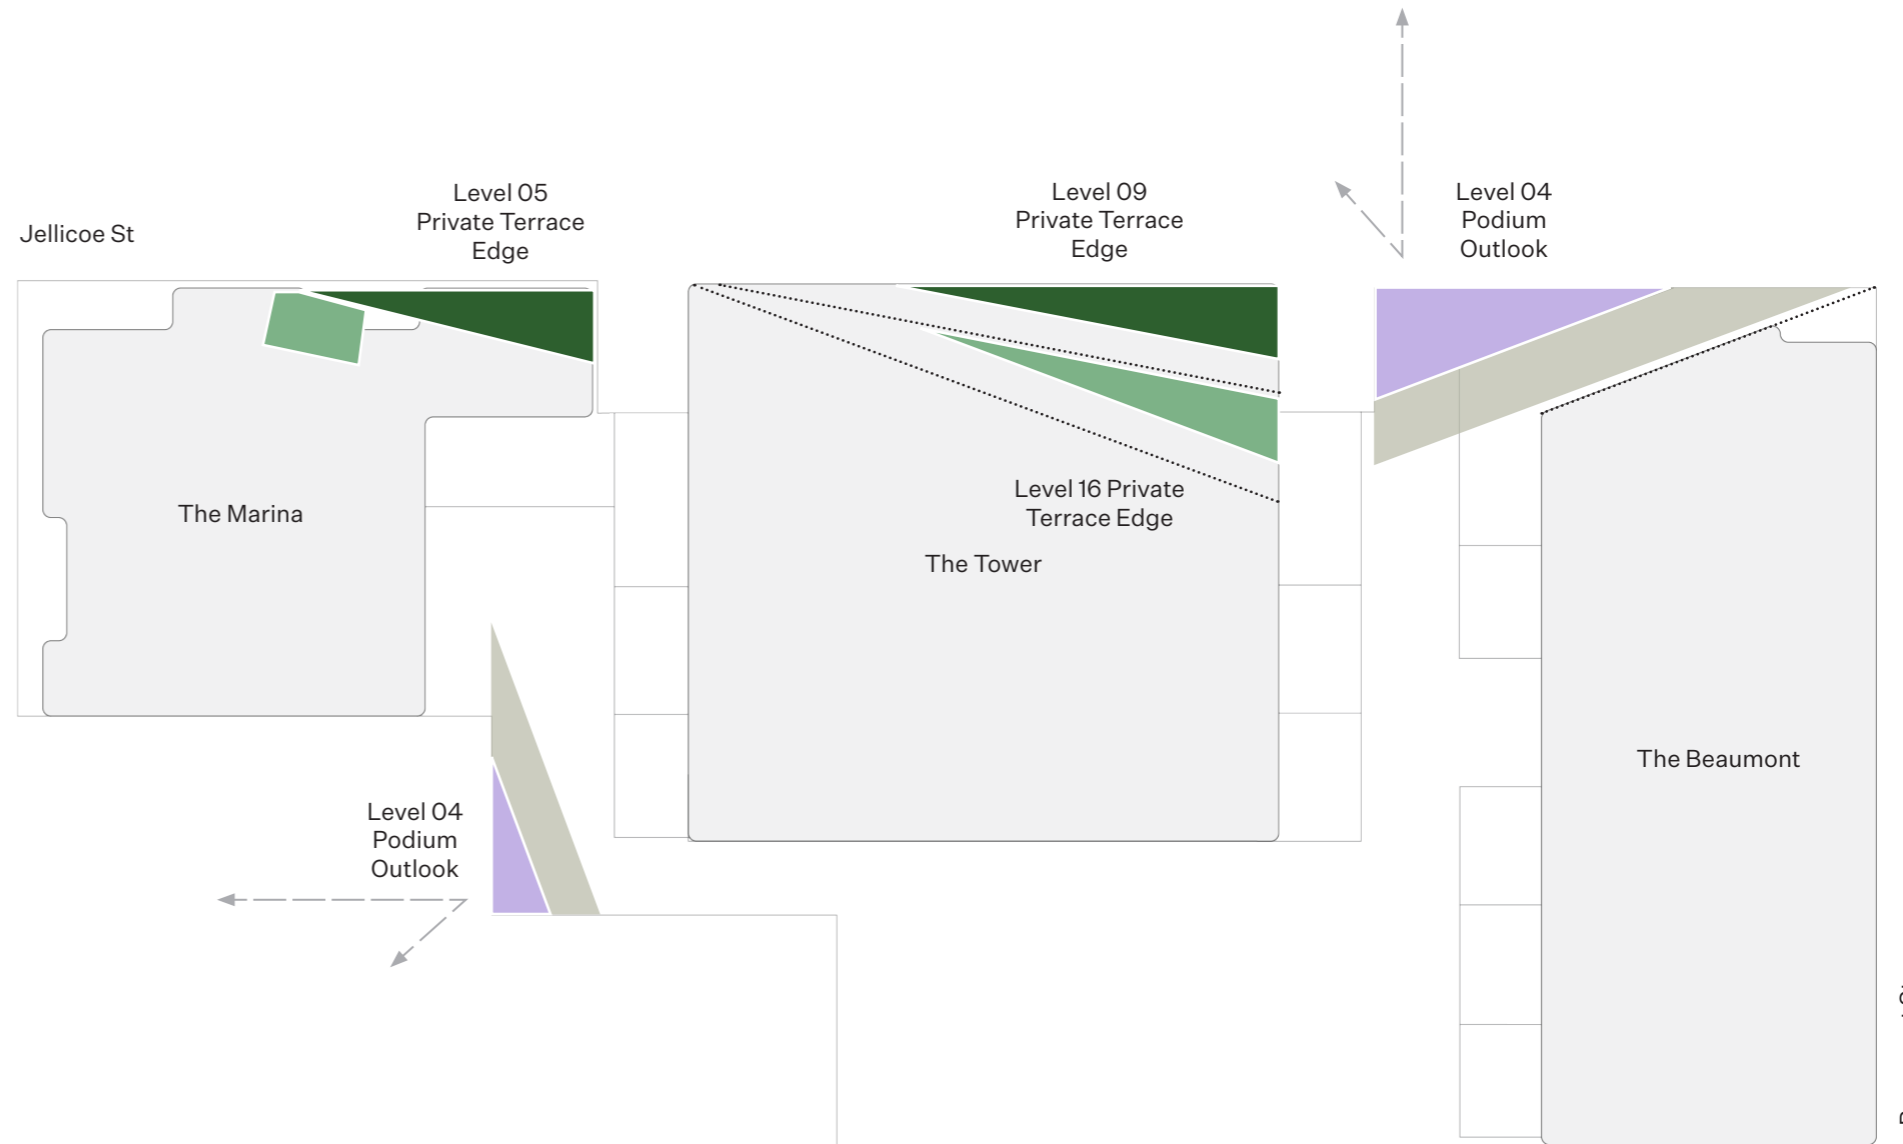 Level 05
Private Terrace
Edge
Level 09
Private Terrace
Edge
Level 04
Podium
Outlook
Jellicoe St
Level 16 Private
Terrace Edge
The Marina
The Tower
The Beaumont
Level 04
Podium
Outlook